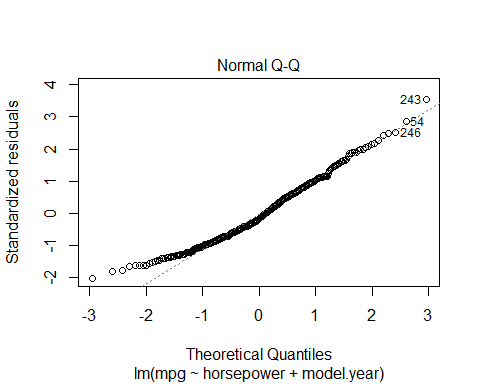 Normal Q-Q
Standardized residuals
4
3
2
1
0
-1
-2
243
54
246
-3 -2 -1 0 1 2 3
Theoretical Quantiles
lm(mpg ~ horsepower + model.year)